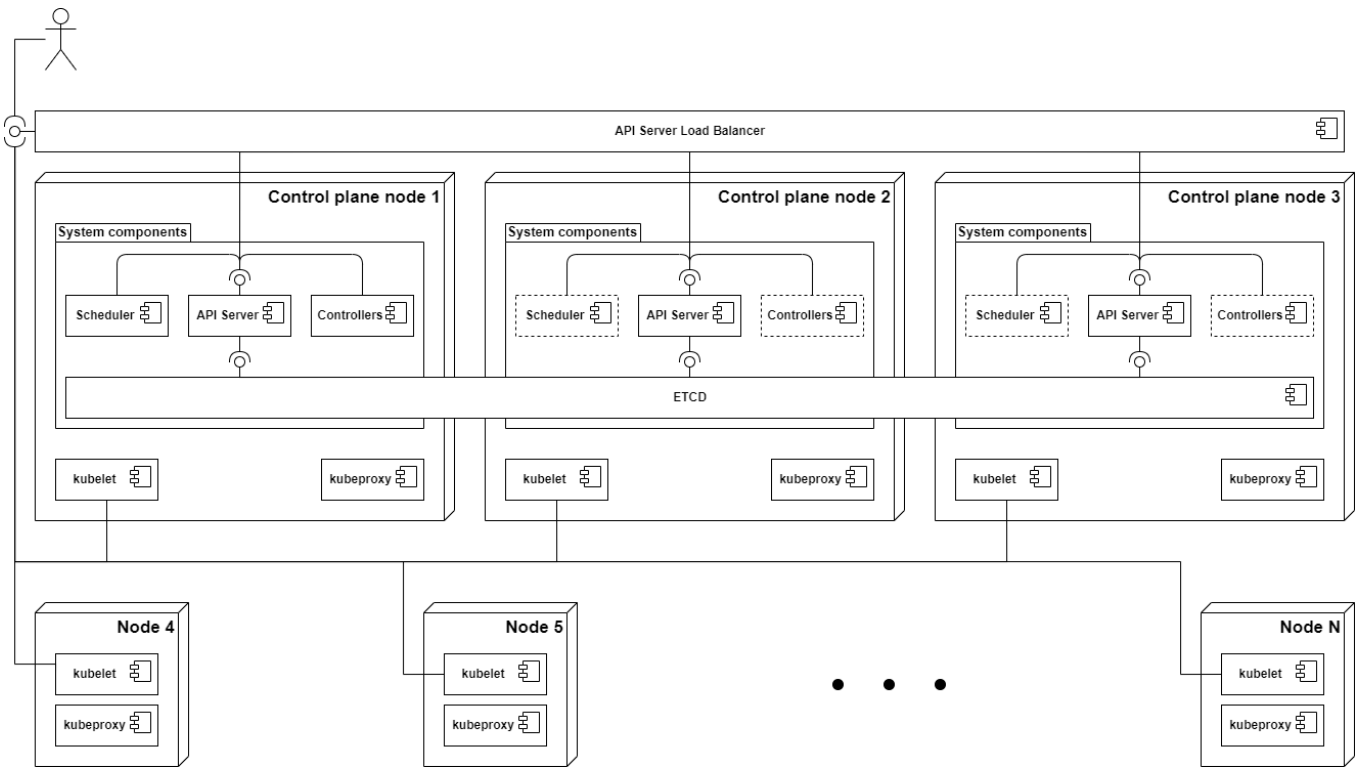 API Server Load Balancer
Control plane node 1
Control plane node 2
Control plane node 3
System components
System components
System components
Scheduler
API Server
Controllers
Scheduler
API Server
Controllers
Scheduler
API Server
Controllers
ETCD
kubelet
kubeproxy
kubelet
kubeproxy
kubelet
kubeproxy
Node 4
Node 5
Node N
kubelet
kubelet
kubelet
kubeproxy
kubeproxy
kubeproxy